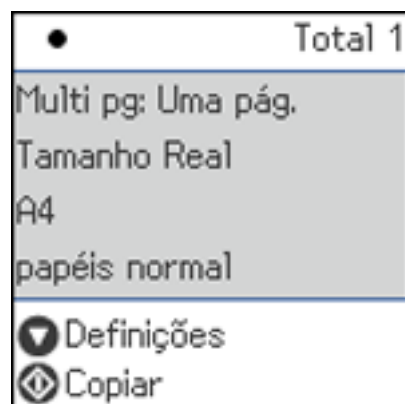 Total 1
Multi pg: Uma pág.
Tamanho Real
A4
papéis normal
Definições
Copiar